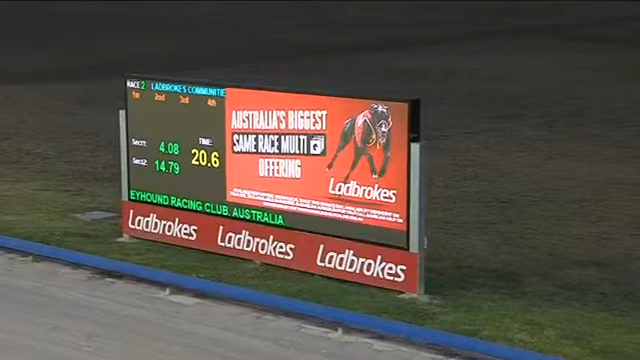 RACE 2 LADBROKES COMMUNITIE
1st 2nd 3rd 4th
Sect1: 4.08
Sect2: 14.79
TIME:
20.6
AUSTRALIA'S BIGGEST
SAME RACE MULTI
OFFERING
Ladbrokes
EYHOUND RACING CLUB. AUSTRALIA
Ladbrokes Ladbrokes Ladbrokes